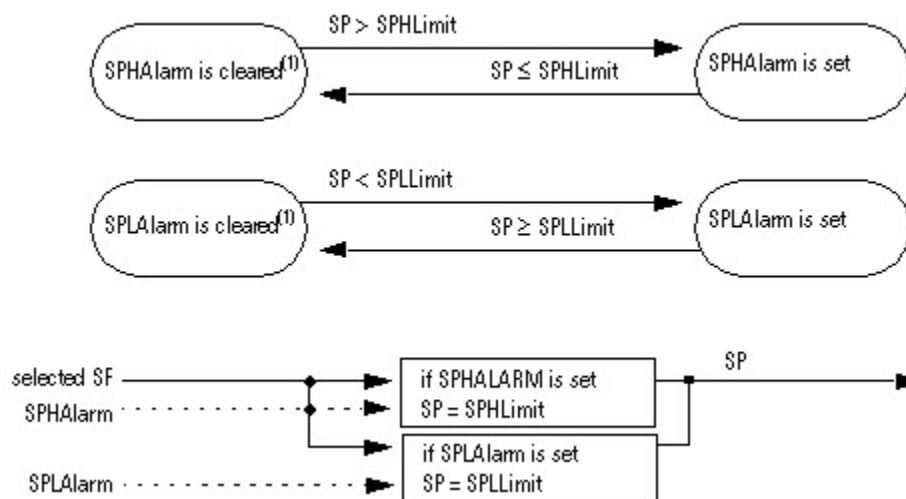 SP > SPHLimit
SPHAlarm is cleared(1)
SP ≤ SPHLimit
SPHAlarm is set
SP < SPLLimit
SPLAlarm is cleared(1)
SP ≥ SPLLimit
SPLAlarm is set
selected SF
SPHAlarm
if SPHALARM is set
SP = SPHLimit
SP
SPLAlarm
if SPLAlarm is set
SP = SPLLimit